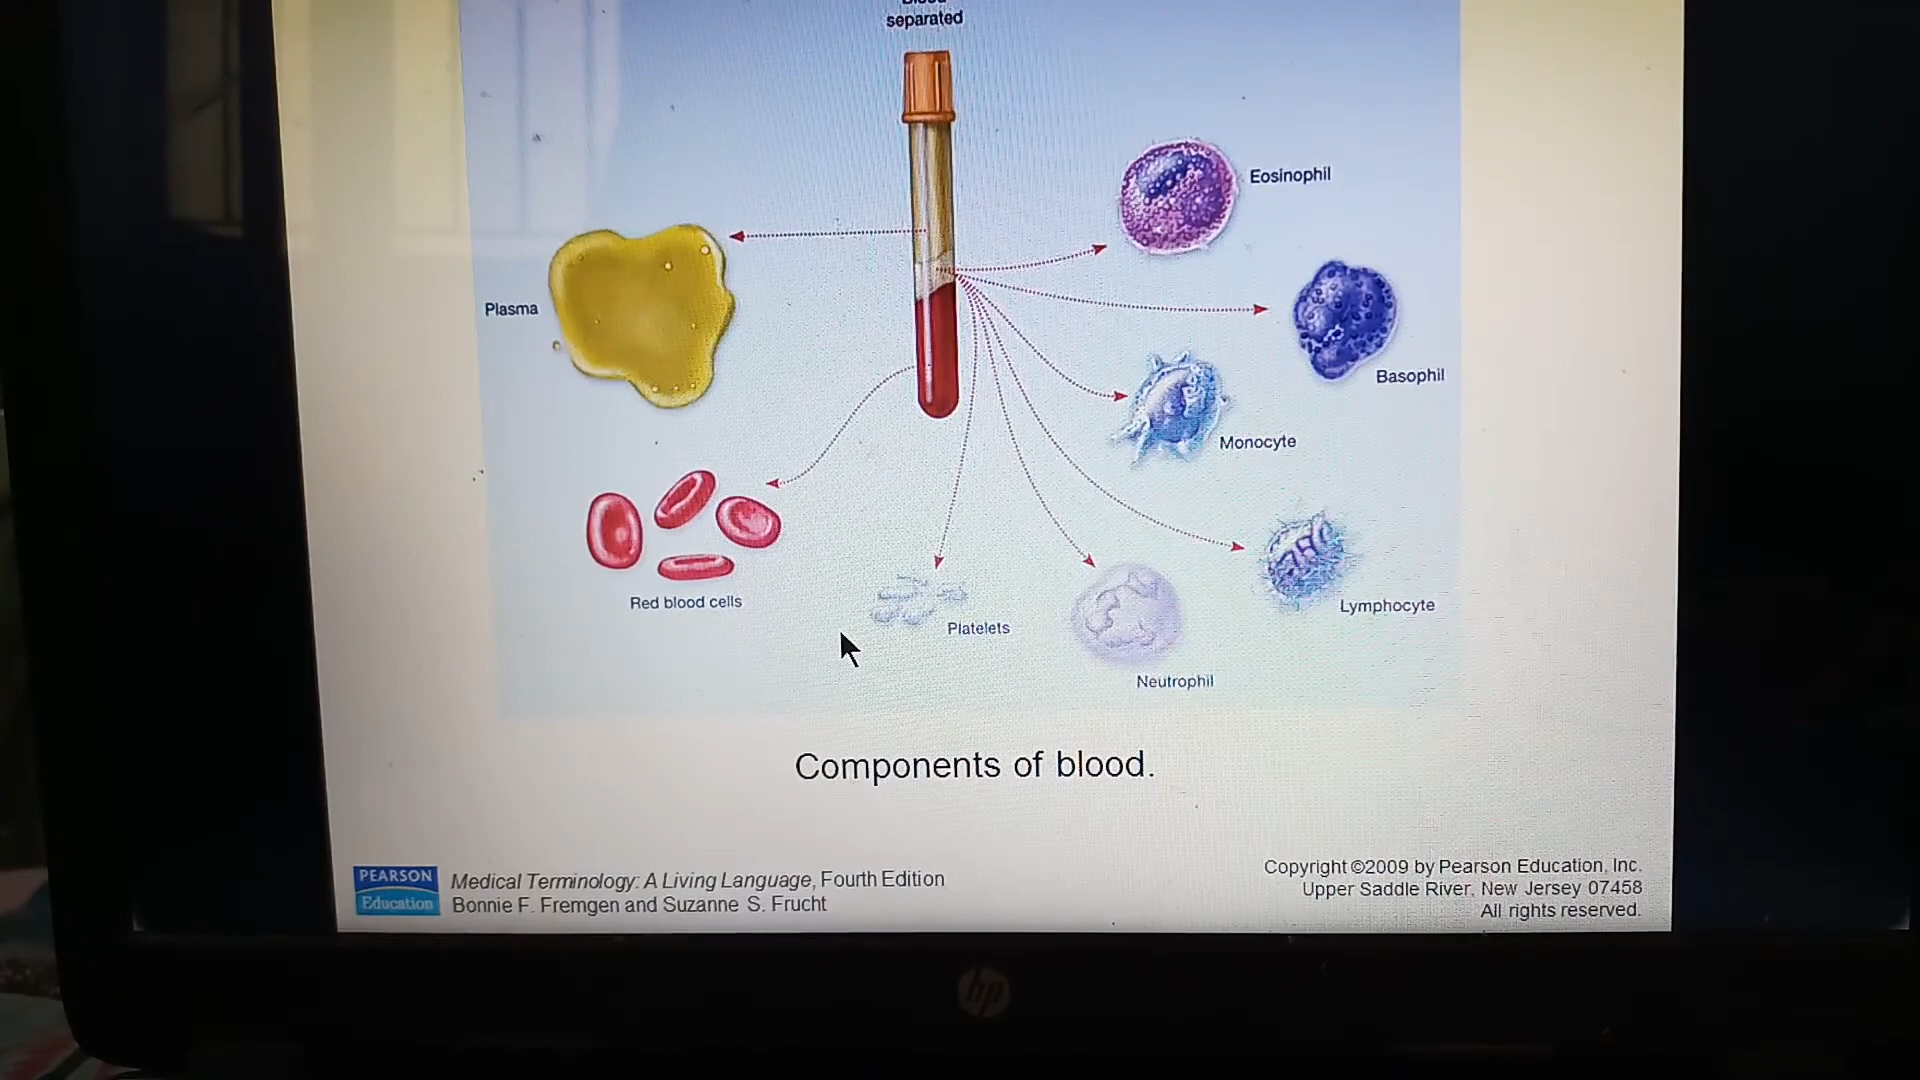 separated
Eosinophil
Plasma
Basophil
Monocyte
Red blood cells
Lymphocyte
Platelets
Neutrophil
Components of blood.
PEARSON
Education
Medical Terminology: A Living Language, Fourth Edition
Bonnie F. Fremgen and Suzanne S. Frucht
Copyright ©2009 by Pearson Education, Inc.
Upper Saddle River, New Jersey 07458
All rights reserved.
hp